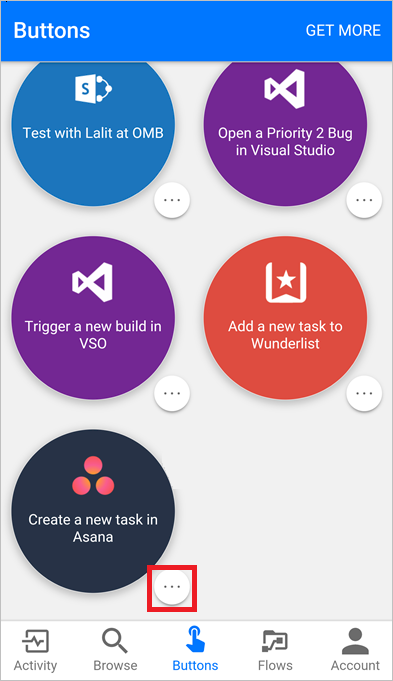 Buttons
GET MORE
Test with Lalit at OMB
Open a Priority 2 Bug
in Visual Studio
Trigger a new build in
VSO
Add a new task to
Wunderlist
Create a new task in
Asana
Activity
Browse
Buttons
Flows
Account